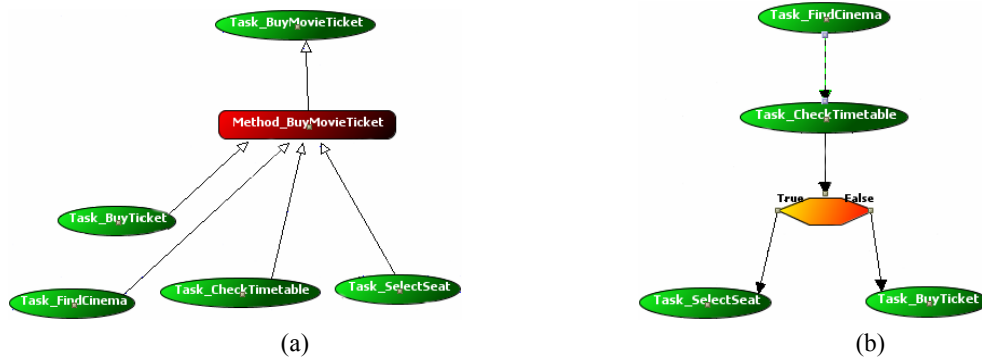 Task_BuyMovieTicket
Method_BuyMovieTicket
Task_BuyTicket
Task_FindCinema
Task_CheckTimetable
Task_SelectSeat
(a)
Task_FindCinema
Task_CheckTimetable
True
False
Task_SelectSeat
Task_BuyTicket
(b)